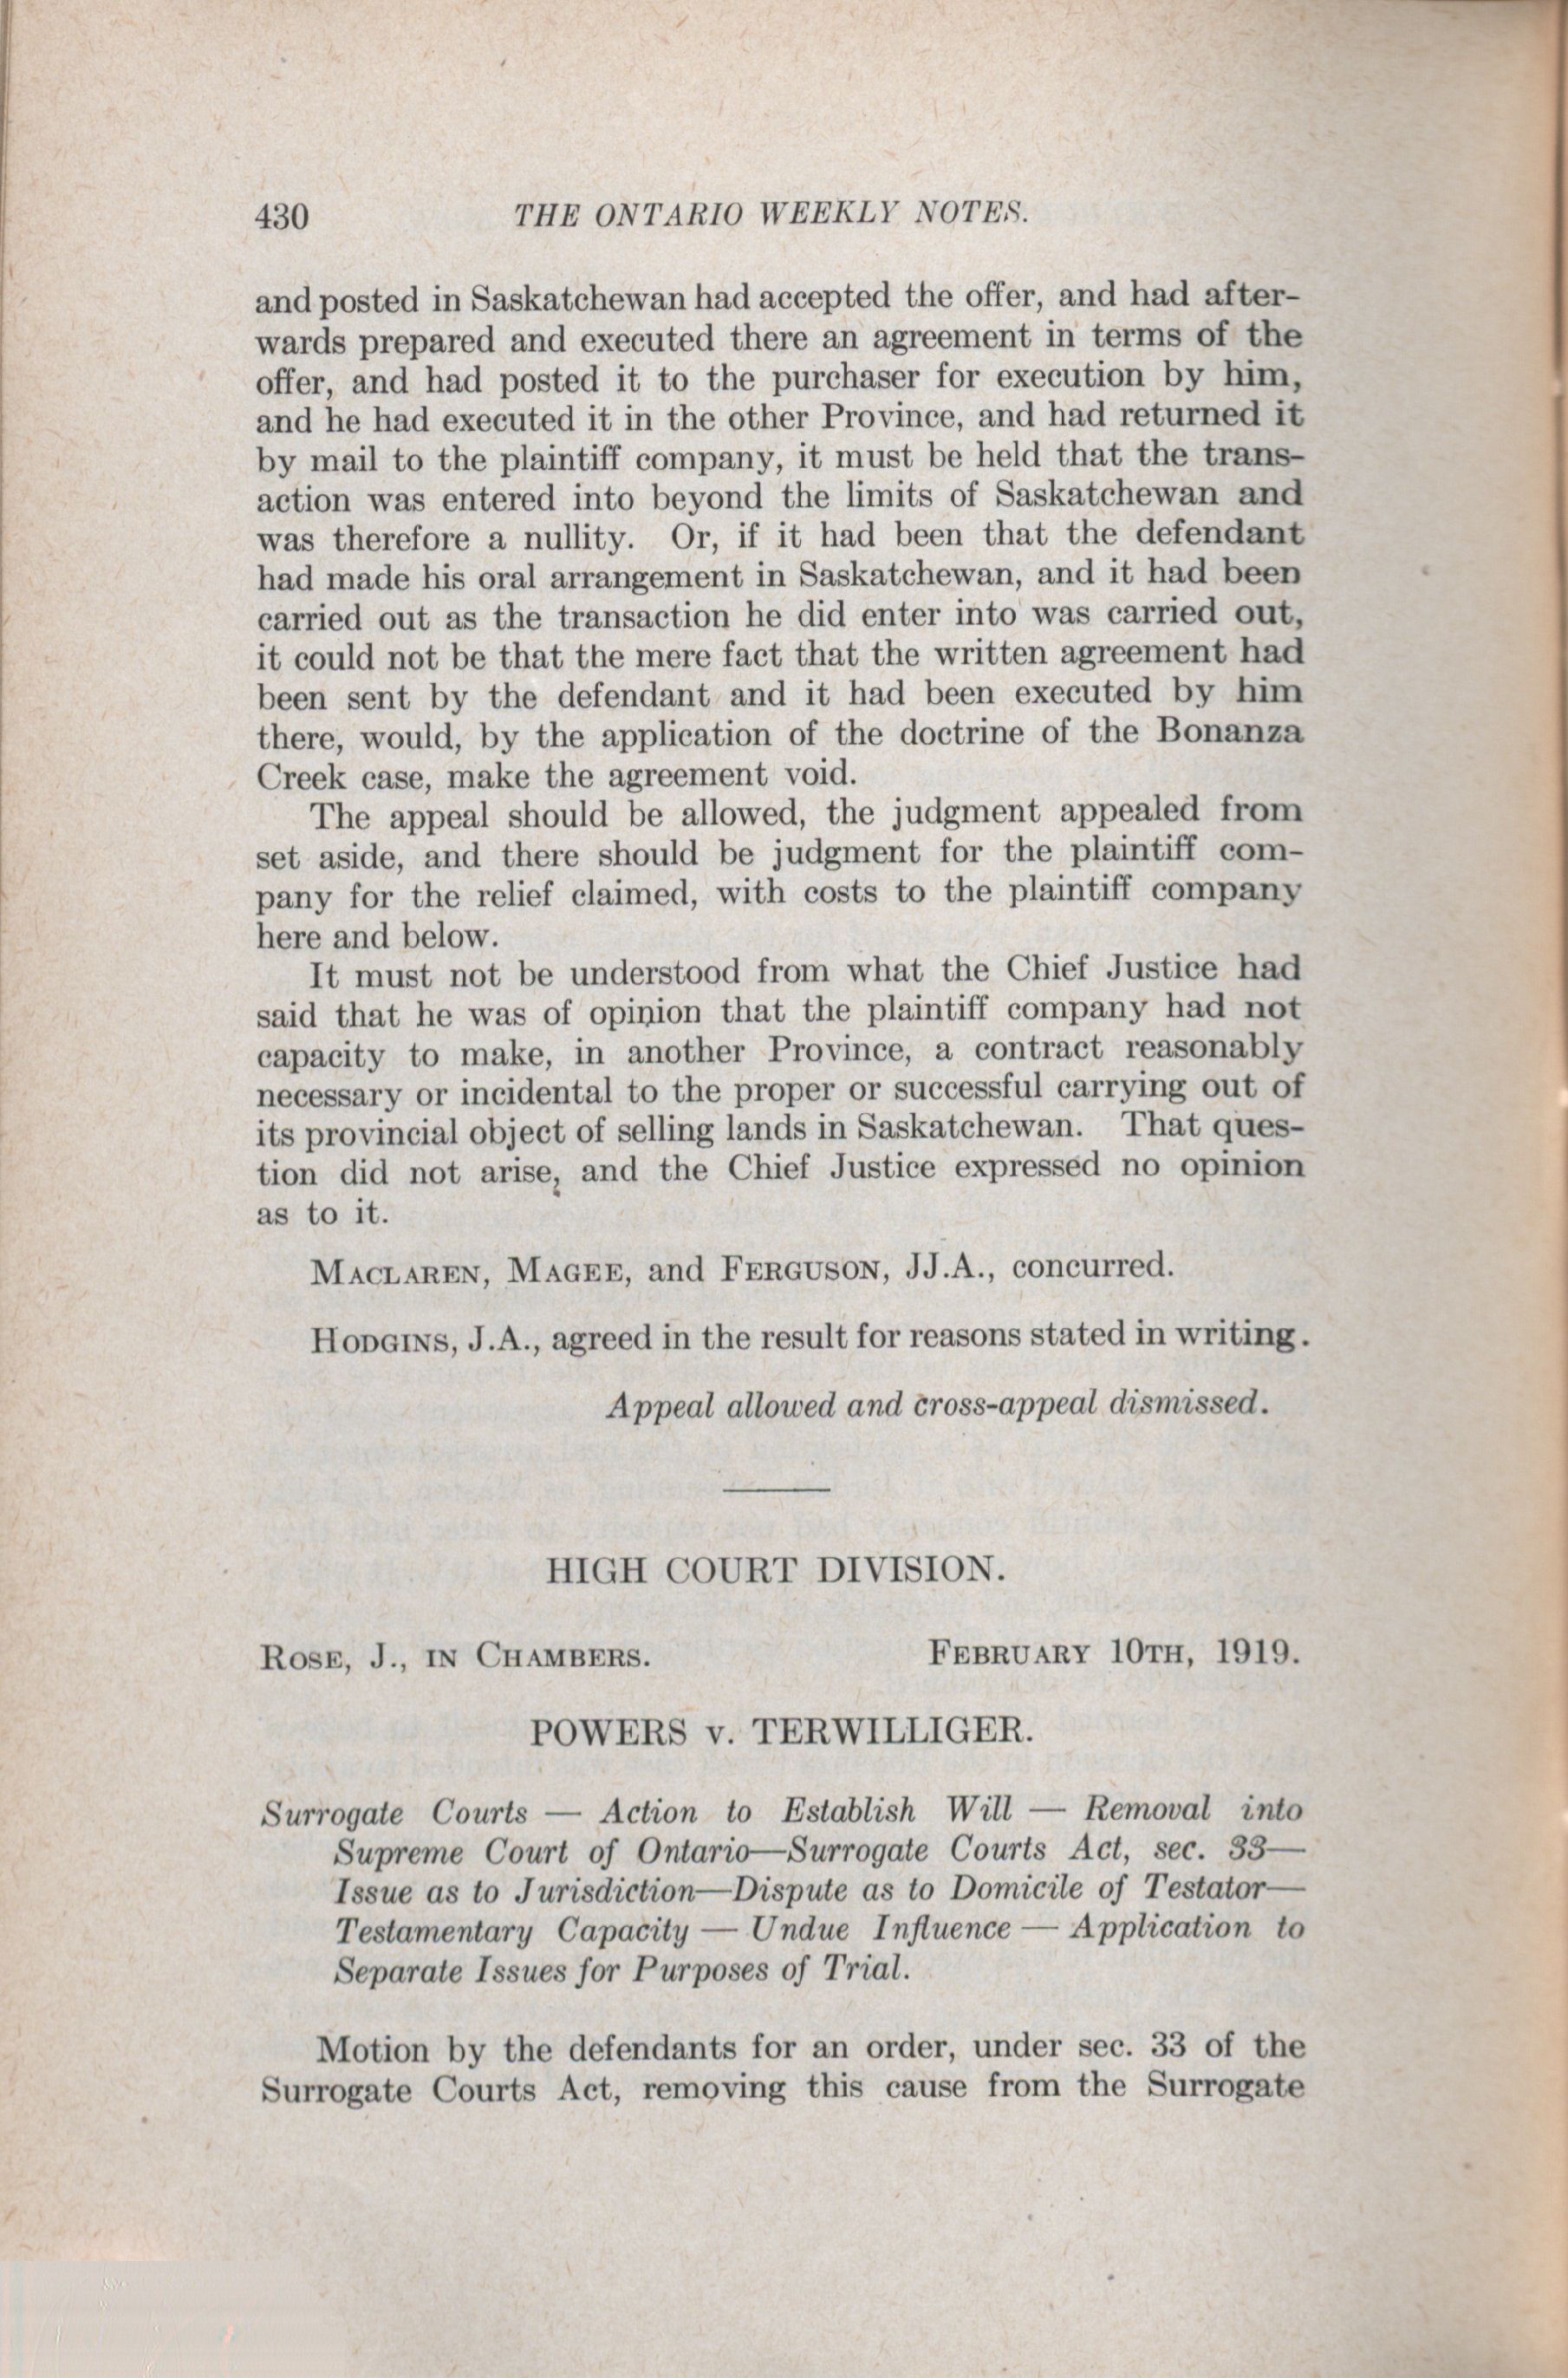 430 THE ONTARIO WEEKLY NOTES.
and posted in Saskatchewan had accepted the offer, and had after-
wards prepared and executed there an agreement in terms of the
offer, and had posted it to the purchaser for execution by him,
and he had executed it in the other Province, and had returned it
by mail to the plaintiff company, it must be held that the trans-
action was entered into beyond the limits of Saskatchewan and
was therefore a nullity. Or, if it had been that the defendant
had made his oral arrangement in Saskatchewan, and it had been
carried out as the transaction he did enter into was carried out,
it could not be that the mere fact that the written agreement had
been sent by the defendant and it had been executed by him
there, would, by the application of the doctrine of the Bonanza
Creek case, make the agreement void.
The appeal should be allowed, the judgment appealed from
set aside, and there should be judgment for the plaintiff com-
pany for the relief claimed, with costs to the plaintiff company
here and below.
It must not be understood from what the Chief Justice had
said that he was of opinion that the plaintiff company had not
capacity to make, in another Province, a contract reasonably
necessary or incidental to the proper or successful carrying out of
its provincial object of selling lands in Saskatchewan. That ques-
tion did not arise, and the Chief Justice expressed no opinion
as to it.
MACLAREN, MAGEE, and FERGUSON, JJ.A., concurred.
HODGINS, J.A., agreed in the result for reasons stated in writing.
Appeal allowed and cross-appeal dismissed.
HIGH COURT DIVISION.
ROSE, J., IN CHAMBERS. FEBRUARY 10TH, 1919.
POWERS v. TERWILLIGER.
Surrogate Courts — Action to Establish Will — Removal into
Supreme Court of Ontario—Surrogate Courts Act, sec. 33—
Issue as to Jurisdiction—Dispute as to Domicile of Testator—
Testamentary Capacity — Undue Influence — Application to
Separate Issues for Purposes of Trial.
Motion by the defendants for an order, under sec. 33 of the
Surrogate Courts Act, removing this cause from the Surrogate